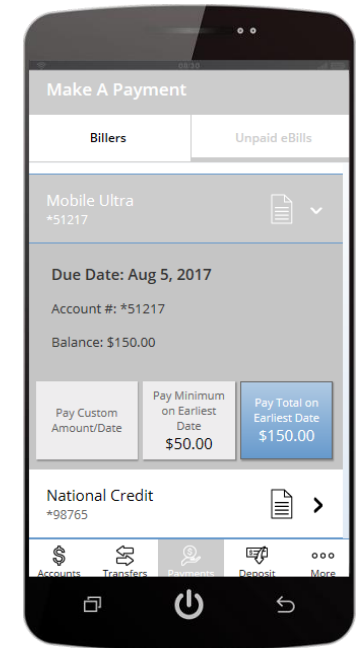 05:30
Make A Payment
Billers
Unpaid eBills
Mobile Ultra
*51217
Due Date: Aug 5, 2017
Account #: *51217
Balance: $150.00
Pay Custom
Amount/Date
Pay Minimum
on Earliest
Date
$50.00
Pay Total on
Earliest Date
$150.00
National Credit
*98765
Accounts
Transfers
Payments
Deposit
More